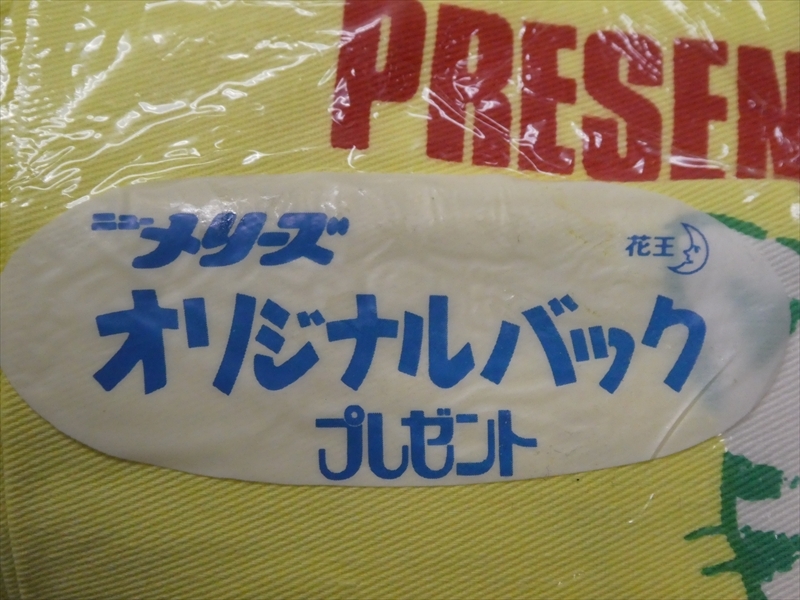 PRESEN
ニューメリーズ
花王
オリジナルバック
プレゼント